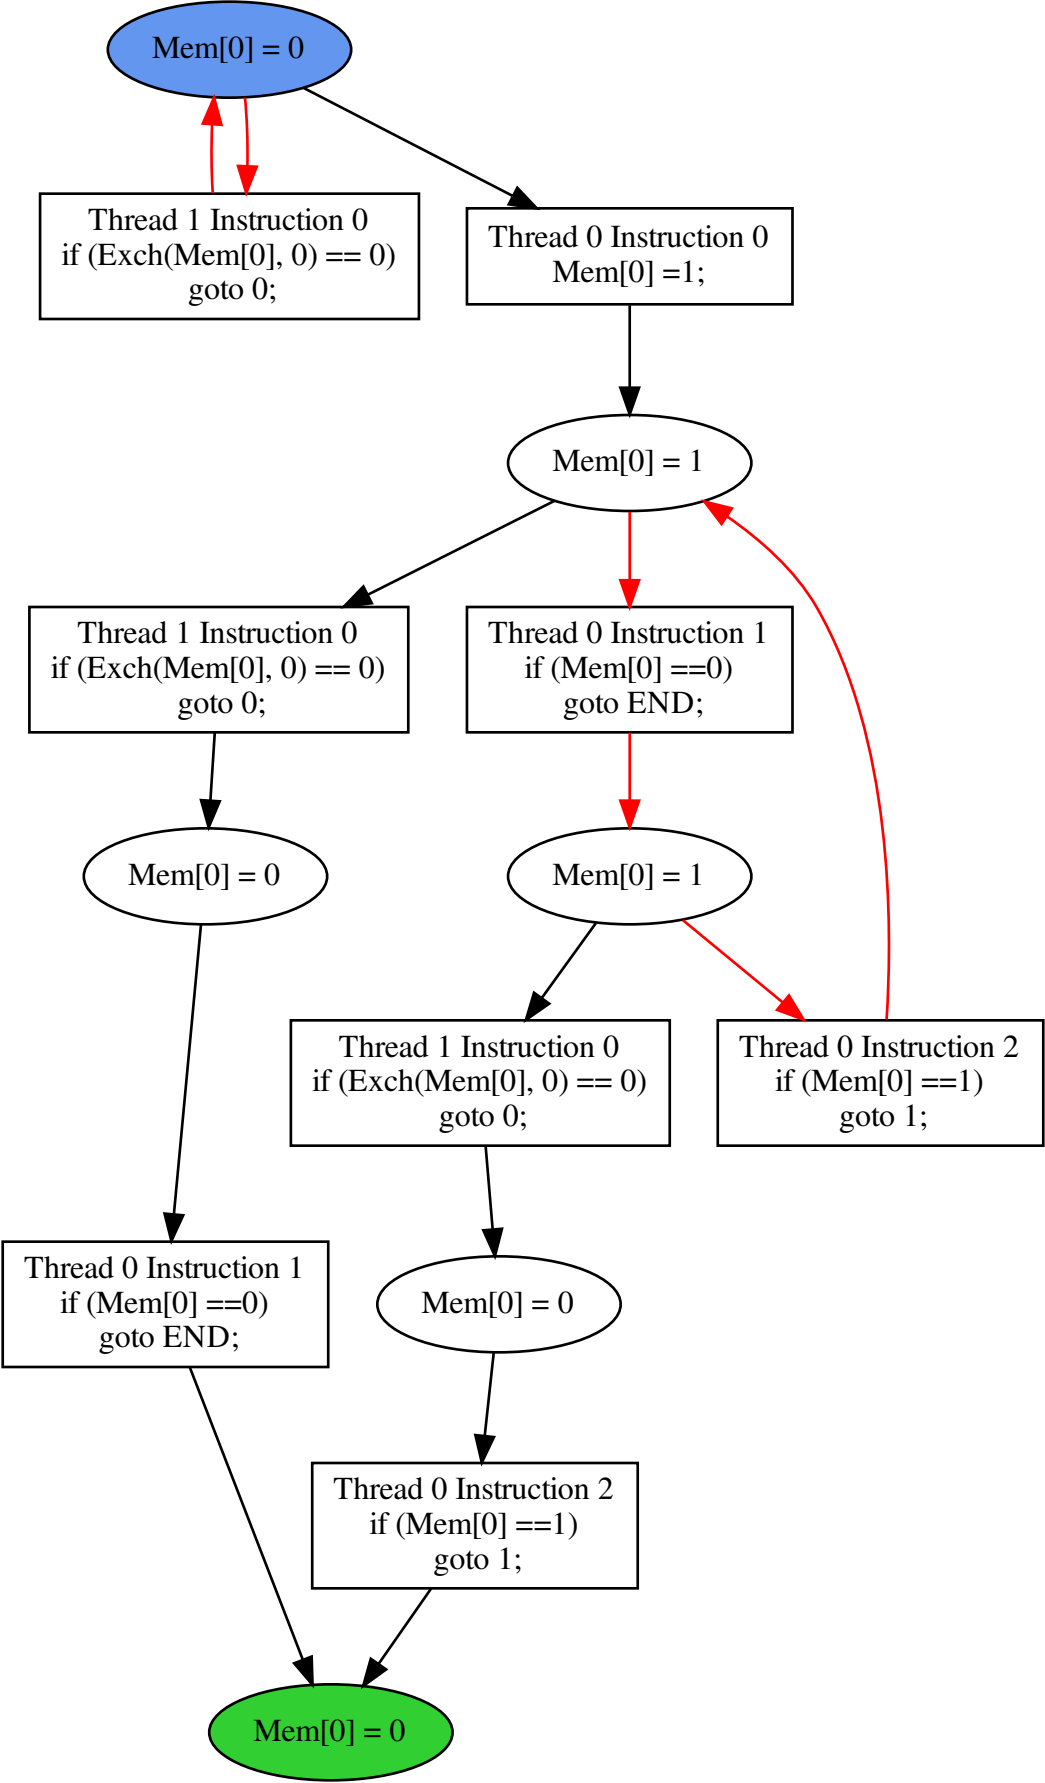 Mem[0] = 0
Thread 1 Instruction 0
if (Exch(Mem[0], 0) == 0)
goto 0;
Thread 0 Instruction 0
Mem[0] =1;
Mem[0] = 1
Thread 1 Instruction 0
if (Exch(Mem[0], 0) == 0)
goto 0;
Thread 0 Instruction 1
if (Mem[0] ==0)
goto END;
Mem[0] = 0
Mem[0] = 1
Thread 1 Instruction 0
if (Exch(Mem[0], 0) == 0)
goto 0;
Thread 0 Instruction 2
if (Mem[0] ==1)
goto 1;
Thread 0 Instruction 1
if (Mem[0] ==0)
goto END;
Mem[0] = 0
Thread 0 Instruction 2
if (Mem[0] ==1)
goto 1;
Mem[0] = 0